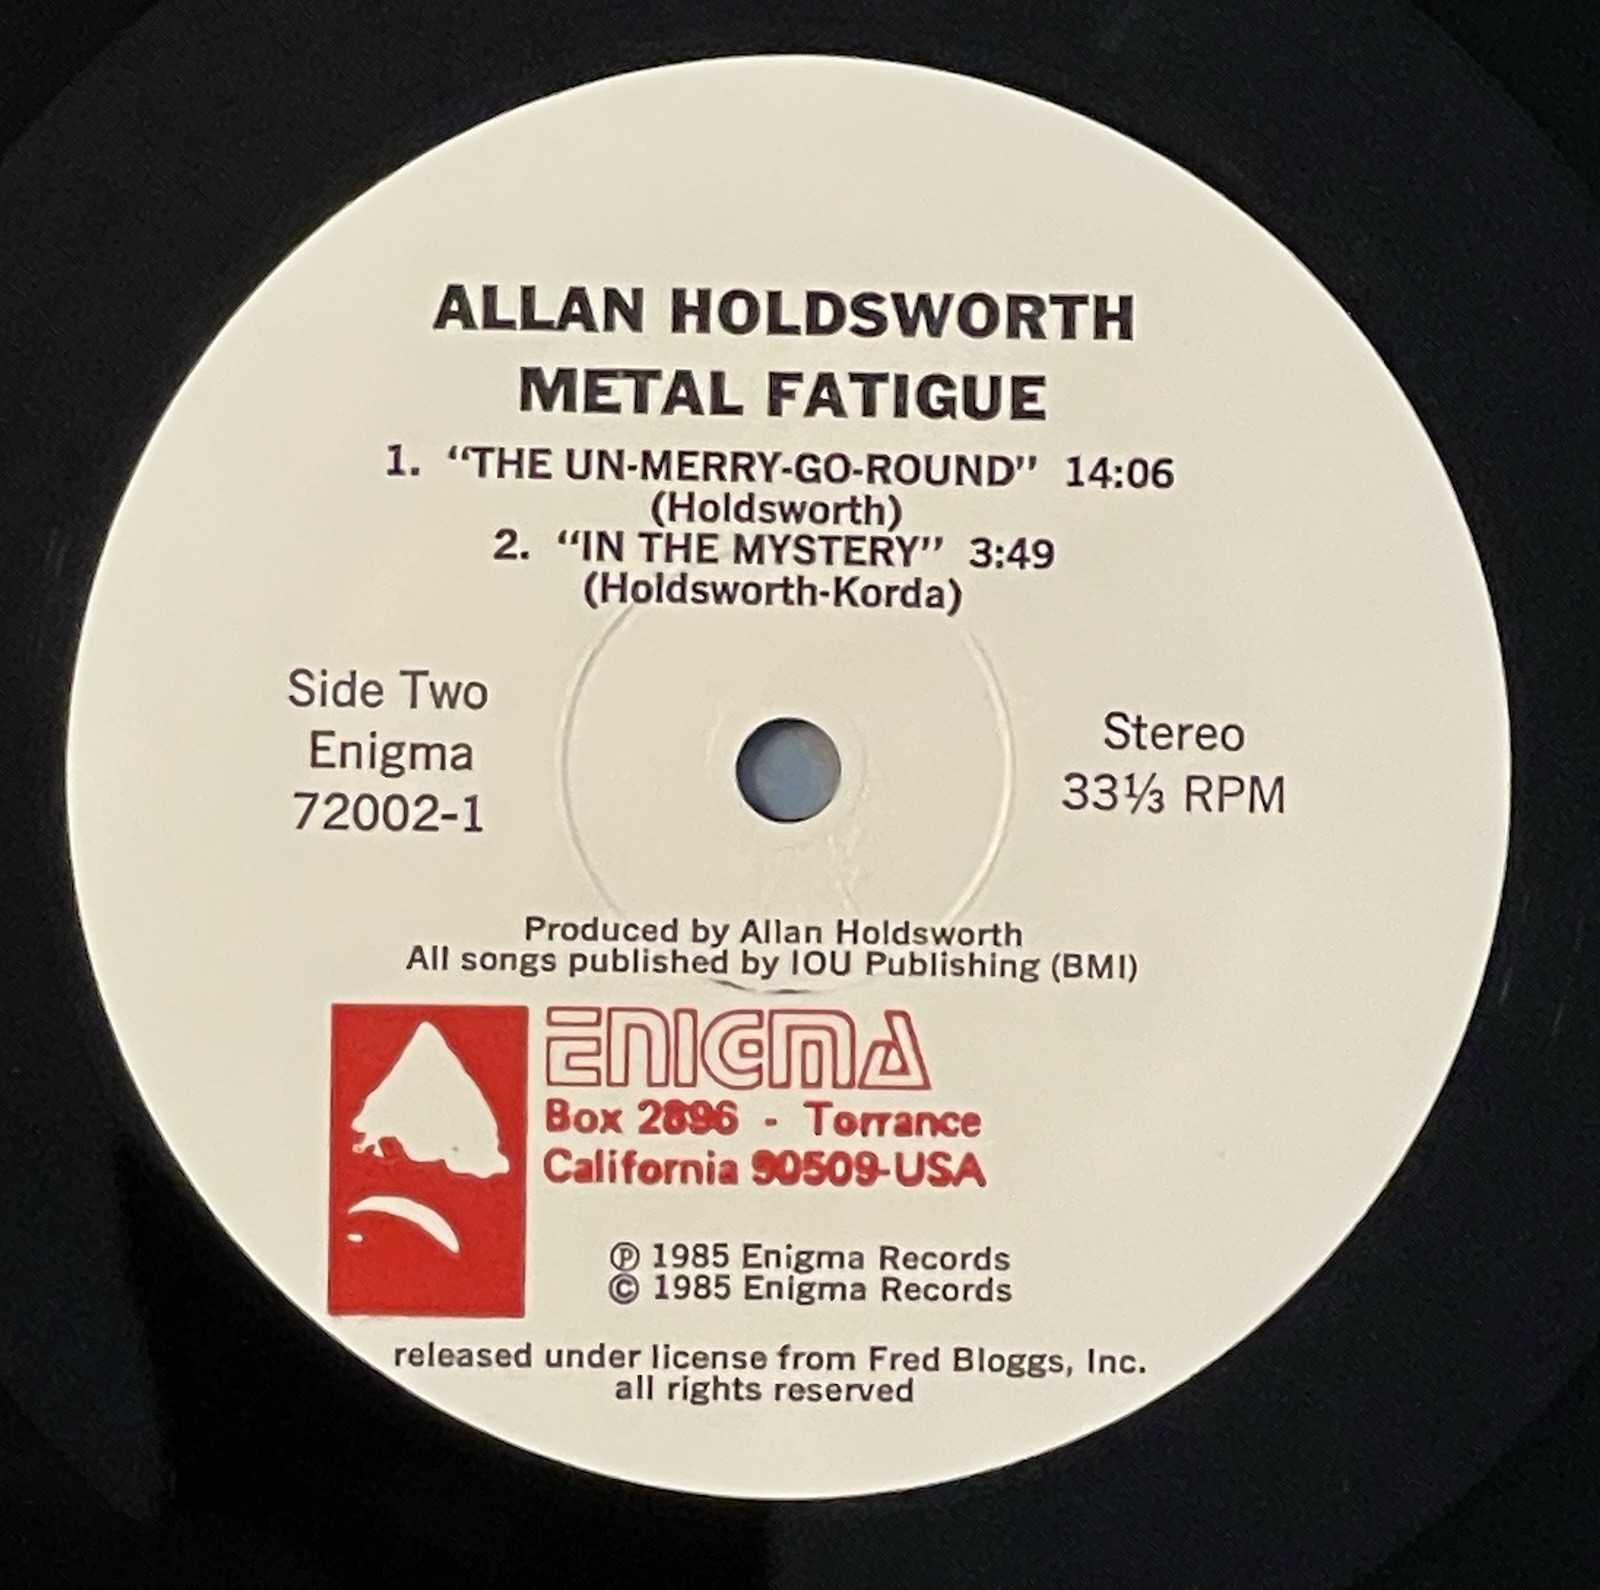 ALLAN HOLDSWORTH
METAL FATIGUE
1. "THE UN-MERRY-GO-ROUND" 14:06
(Holdsworth)
2. "IN THE MYSTERY" 3:49
(Holdsworth-Korda)
Side Two
Enigma
72002-1
Stereo
33⅓ RPM
Produced by Allan Holdsworth
All songs published by IOU Publishing (BMI)
ENIGMA
Box 2896 - Torrance
California 90509-USA
℗ 1985 Enigma Records
© 1985 Enigma Records
released under license from Fred Bloggs, Inc.
all rights reserved